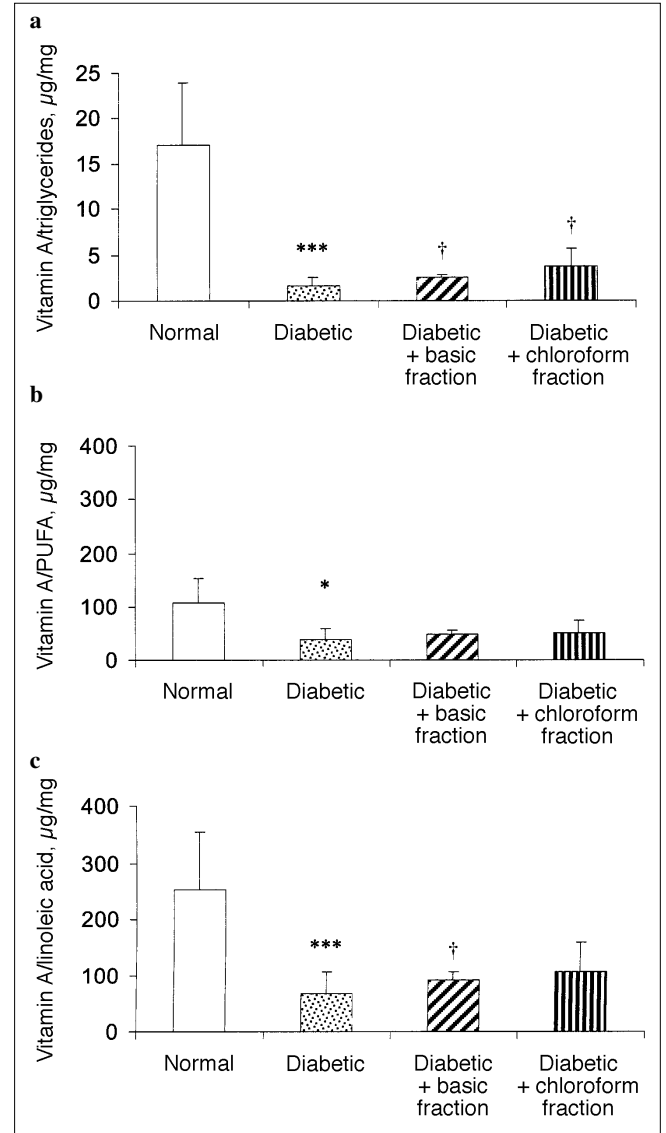 a
Vitamin A/triglycerides, µg/mg
25
20
15
10
5
0
***
†
†
Normal
Diabetic
Diabetic
+ basic
fraction
Diabetic
+ chloroform
fraction
b
Vitamin A/PUFA, µg/mg
400
300
200
100
0
*
Normal
Diabetic
Diabetic
+ basic
fraction
Diabetic
+ chloroform
fraction
c
Vitamin A/linoleic acid, µg/mg
400
300
200
100
0
***
†
Normal
Diabetic
Diabetic
+ basic
fraction
Diabetic
+ chloroform
fraction